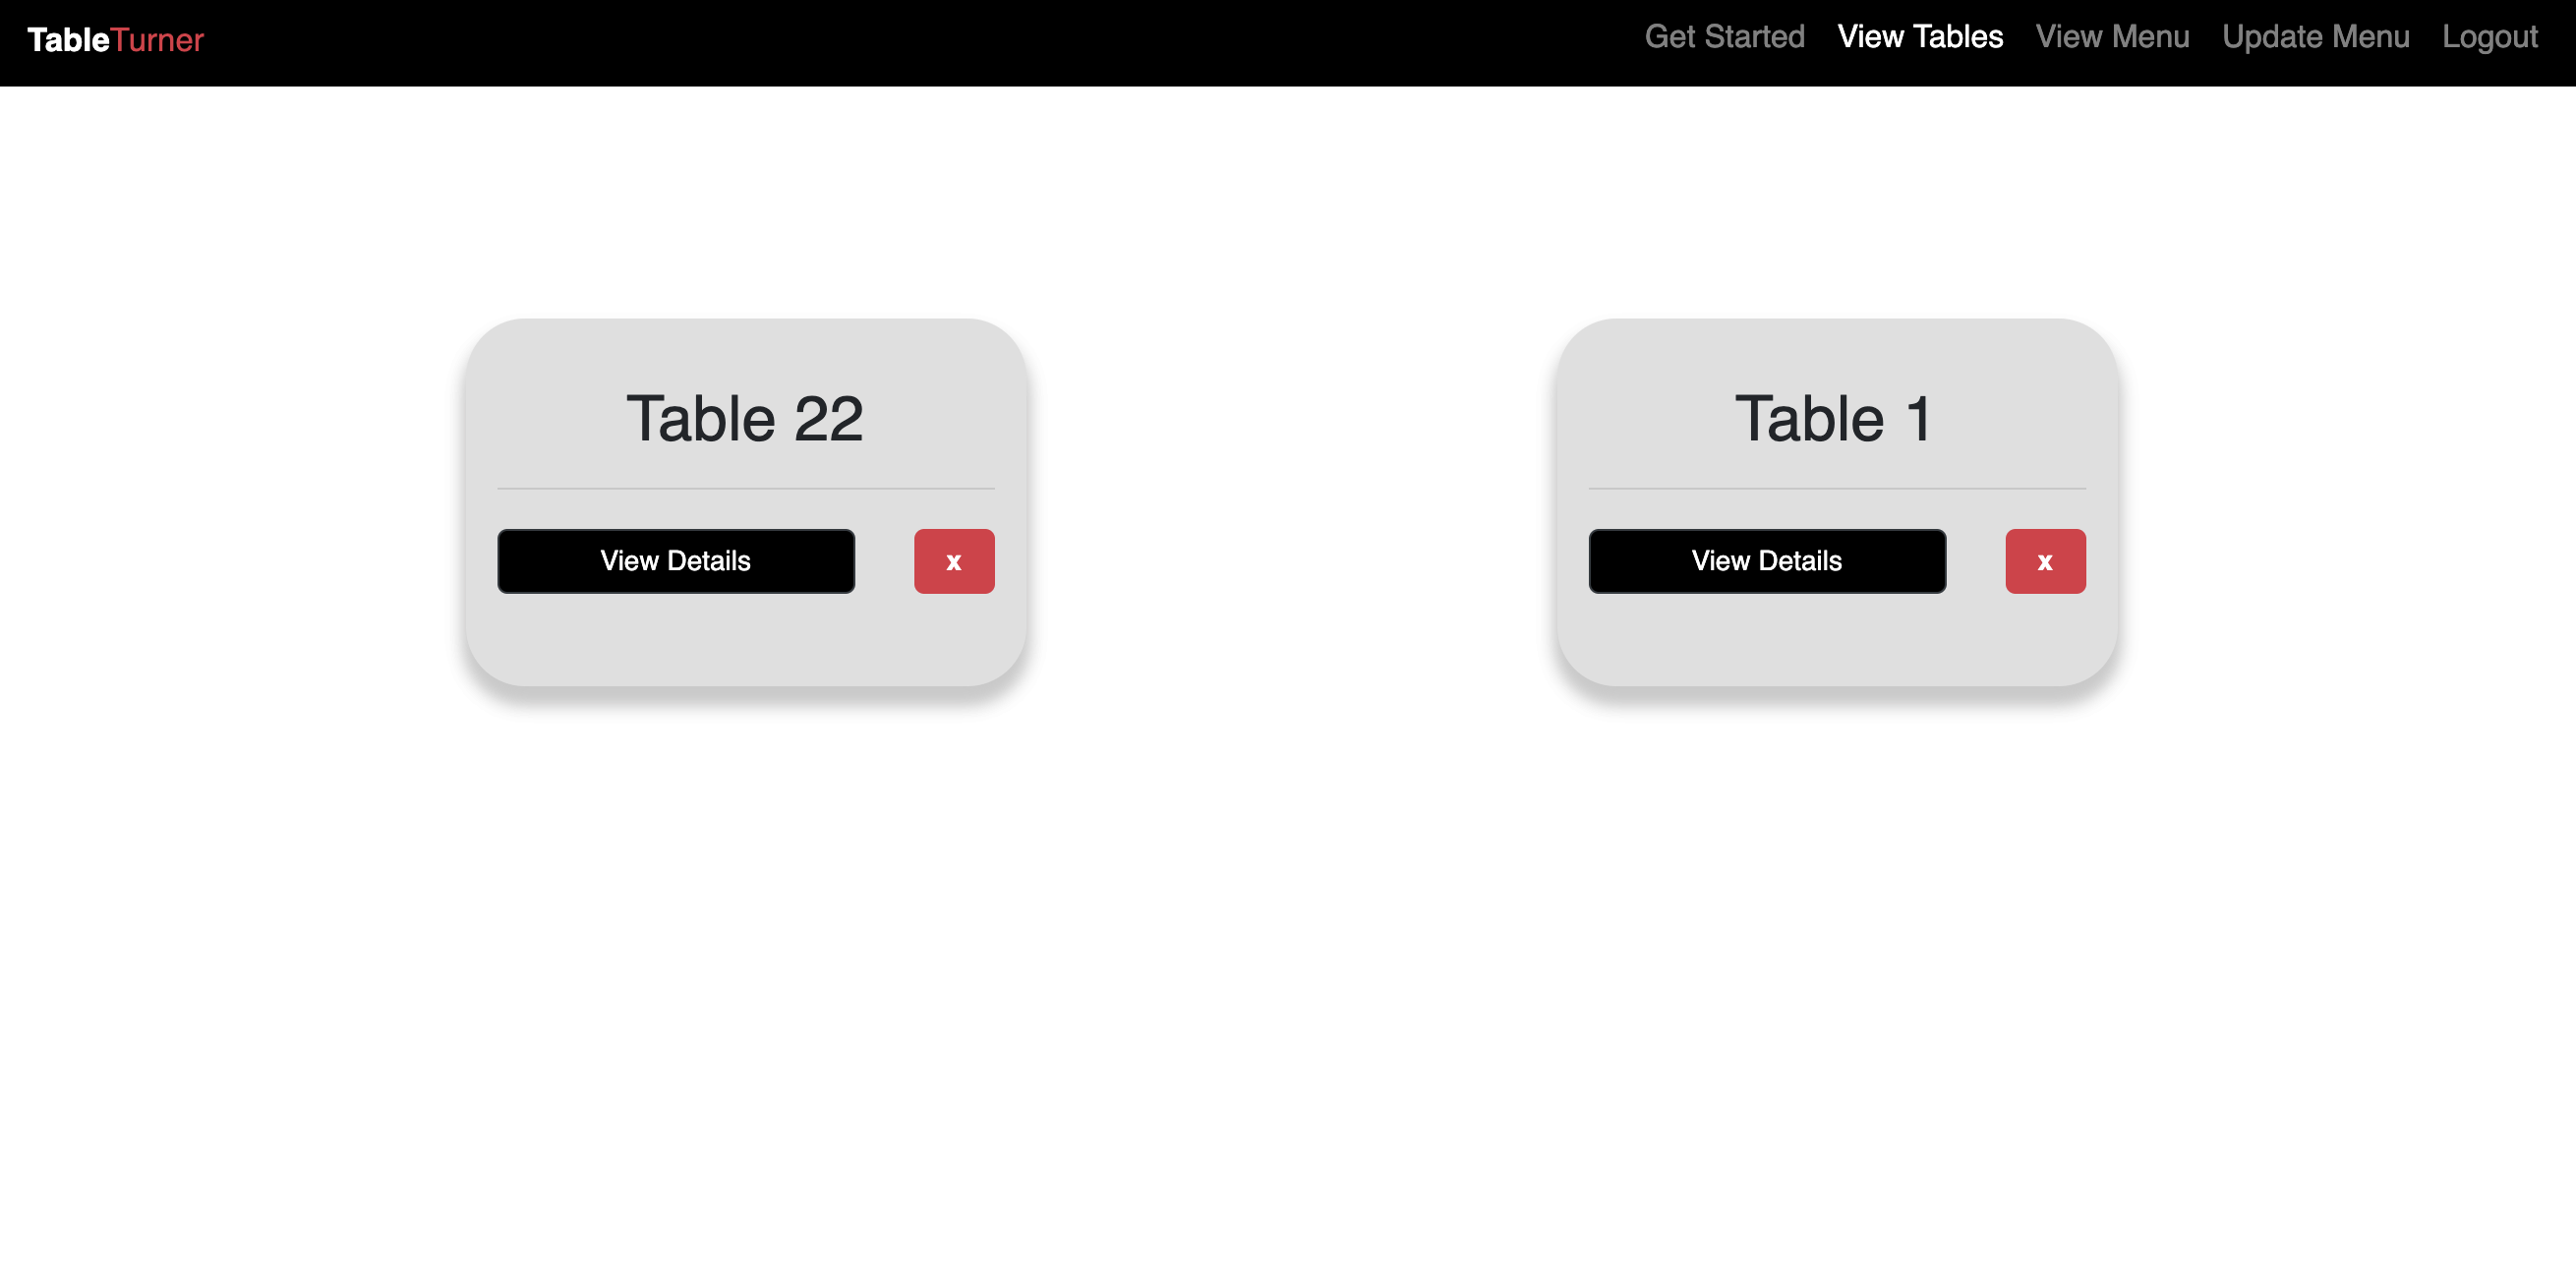 TableTurner
Get Started View Tables View Menu Update Menu Logout
Table 22
View Details x
Table 1
View Details x